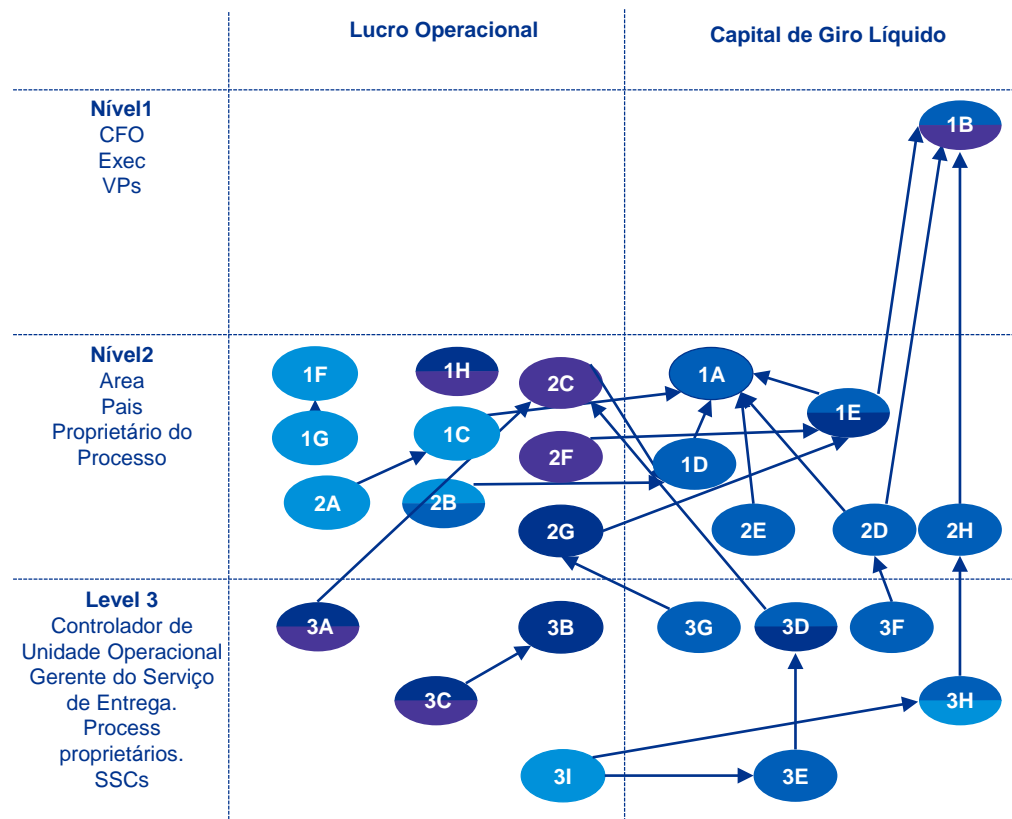 Lucro Operacional
Capital de Giro Líquido
Nível1
CFO
Exec
VPs
1B
Nível2
Area
Pais
Proprietário do
Processo
1F
1H
2C
1A
1E
1G
1C
2F
1D
2A
2B
2G
2E
2D
2H
Level 3
Controlador de
Unidade Operacional
Gerente do Serviço
de Entrega.
Process
proprietários.
SSCs
3A
3B
3G
3D
3F
3C
3H
3I
3E